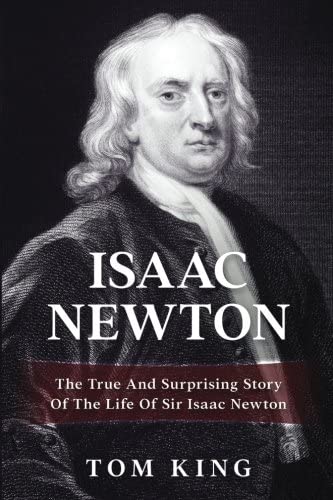 ISAAC
NEWTON
The True And Surprising Story
Of The Life Of Sir Isaac Newton
TOM KING